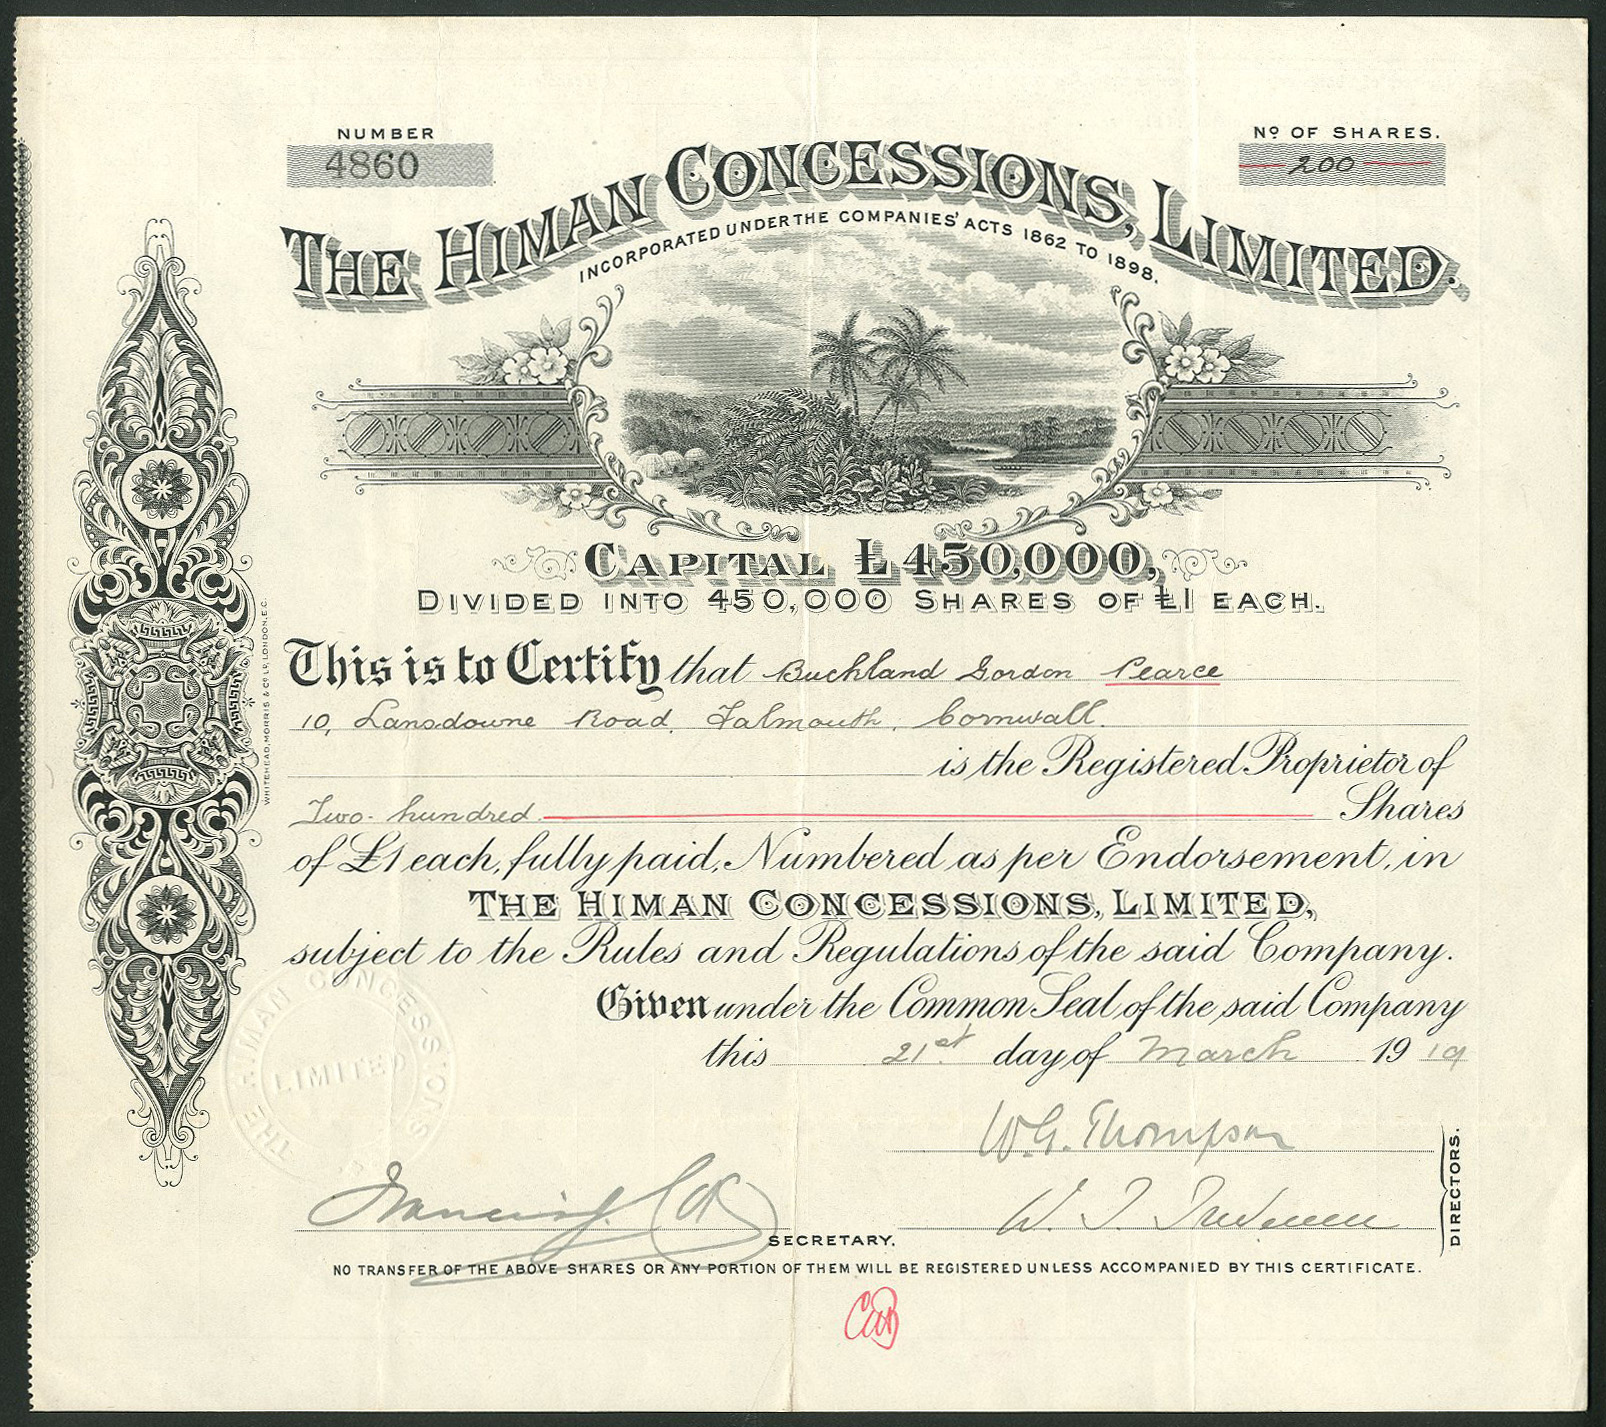 NUMBER
4860
Nº OF SHARES.
200
THE HIMAN CONCESSIONS, LIMITED.
INCORPORATED UNDER THE COMPANIES' ACTS 1862 TO 1898.
CAPITAL £450,000,
DIVIDED INTO 450,000 SHARES OF £1 EACH.
This is to Certify that Buckland Gordon Pearce
10, Lansdowne Road, Falmouth, Cornwall.
is the Registered Proprietor of
Two hundred Shares
of £1 each, fully paid, Numbered as per Endorsement, in
THE HIMAN CONCESSIONS, LIMITED,
subject to the Rules and Regulations of the said Company.
Given under the Common Seal of the said Company
this 21st day of March 1919
THE HIMAN CONCESSIONS
LIMITED
W. G. Thompson
W. J.
DIRECTORS.
SECRETARY.
NO TRANSFER OF THE ABOVE SHARES OR ANY PORTION OF THEM WILL BE REGISTERED UNLESS ACCOMPANIED BY THIS CERTIFICATE.
WHITEHEAD, MORRIS & Co Ld, LONDON. E.C.